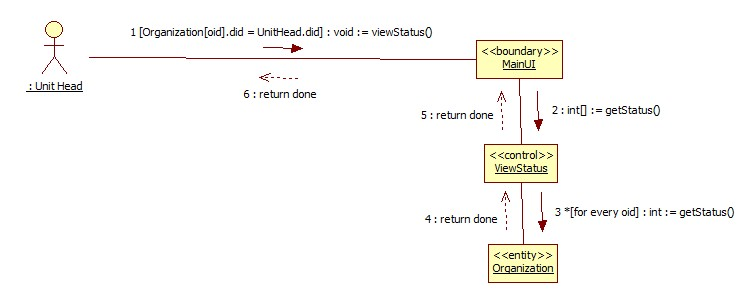 1 [Organization[oid].did = UnitHead.did] : void := viewStatus()
<<boundary>>
MainUI
: Unit Head
6 : return done
5 : return done
2 : int[] := getStatus()
<<control>>
ViewStatus
4 : return done
3 *[for every oid] : int := getStatus()
<<entity>>
Organization